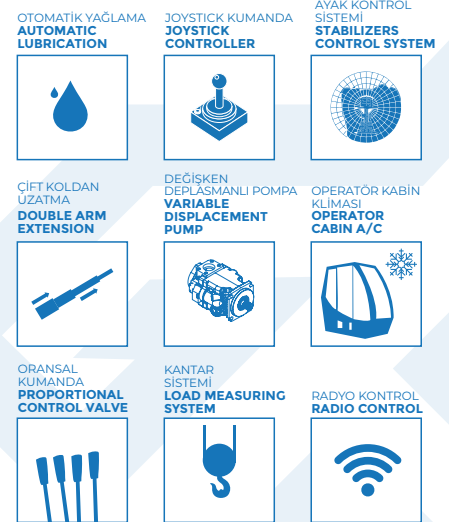 OTOMATİK YAĞLAMA
AUTOMATIC
LUBRICATION
JOYSTICK KUMANDA
JOYSTICK
CONTROLLER
AYAK KONTROL
SİSTEMİ
STABILIZERS
CONTROL SYSTEM
ÇİFT KOLDAN
UZATMA
DOUBLE ARM
EXTENSION
DEĞİŞKEN
DEPLASMANLI POMPA
VARIABLE
DISPLACEMENT
PUMP
OPERATÖR KABİN
KLİMASI
OPERATOR
CABIN A/C
ORANSAL
KUMANDA
PROPORTIONAL
CONTROL VALVE
KANTAR
SİSTEMİ
LOAD MEASURING
SYSTEM
RADYO KONTROL
RADIO CONTROL